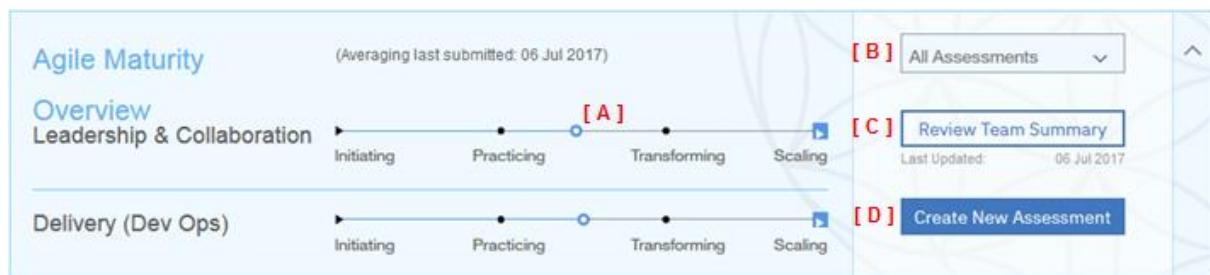 Agile Maturity
Overview
(Averaging last submitted: 06 Jul 2017)
Leadership & Collaboration
[ A ]
Initiating Practicing Transforming Scaling
Delivery (Dev Ops)
Initiating Practicing Transforming Scaling
[ B ] All Assessments
[ C ] Review Team Summary
Last Updated: 06 Jul 2017
[ D ] Create New Assessment